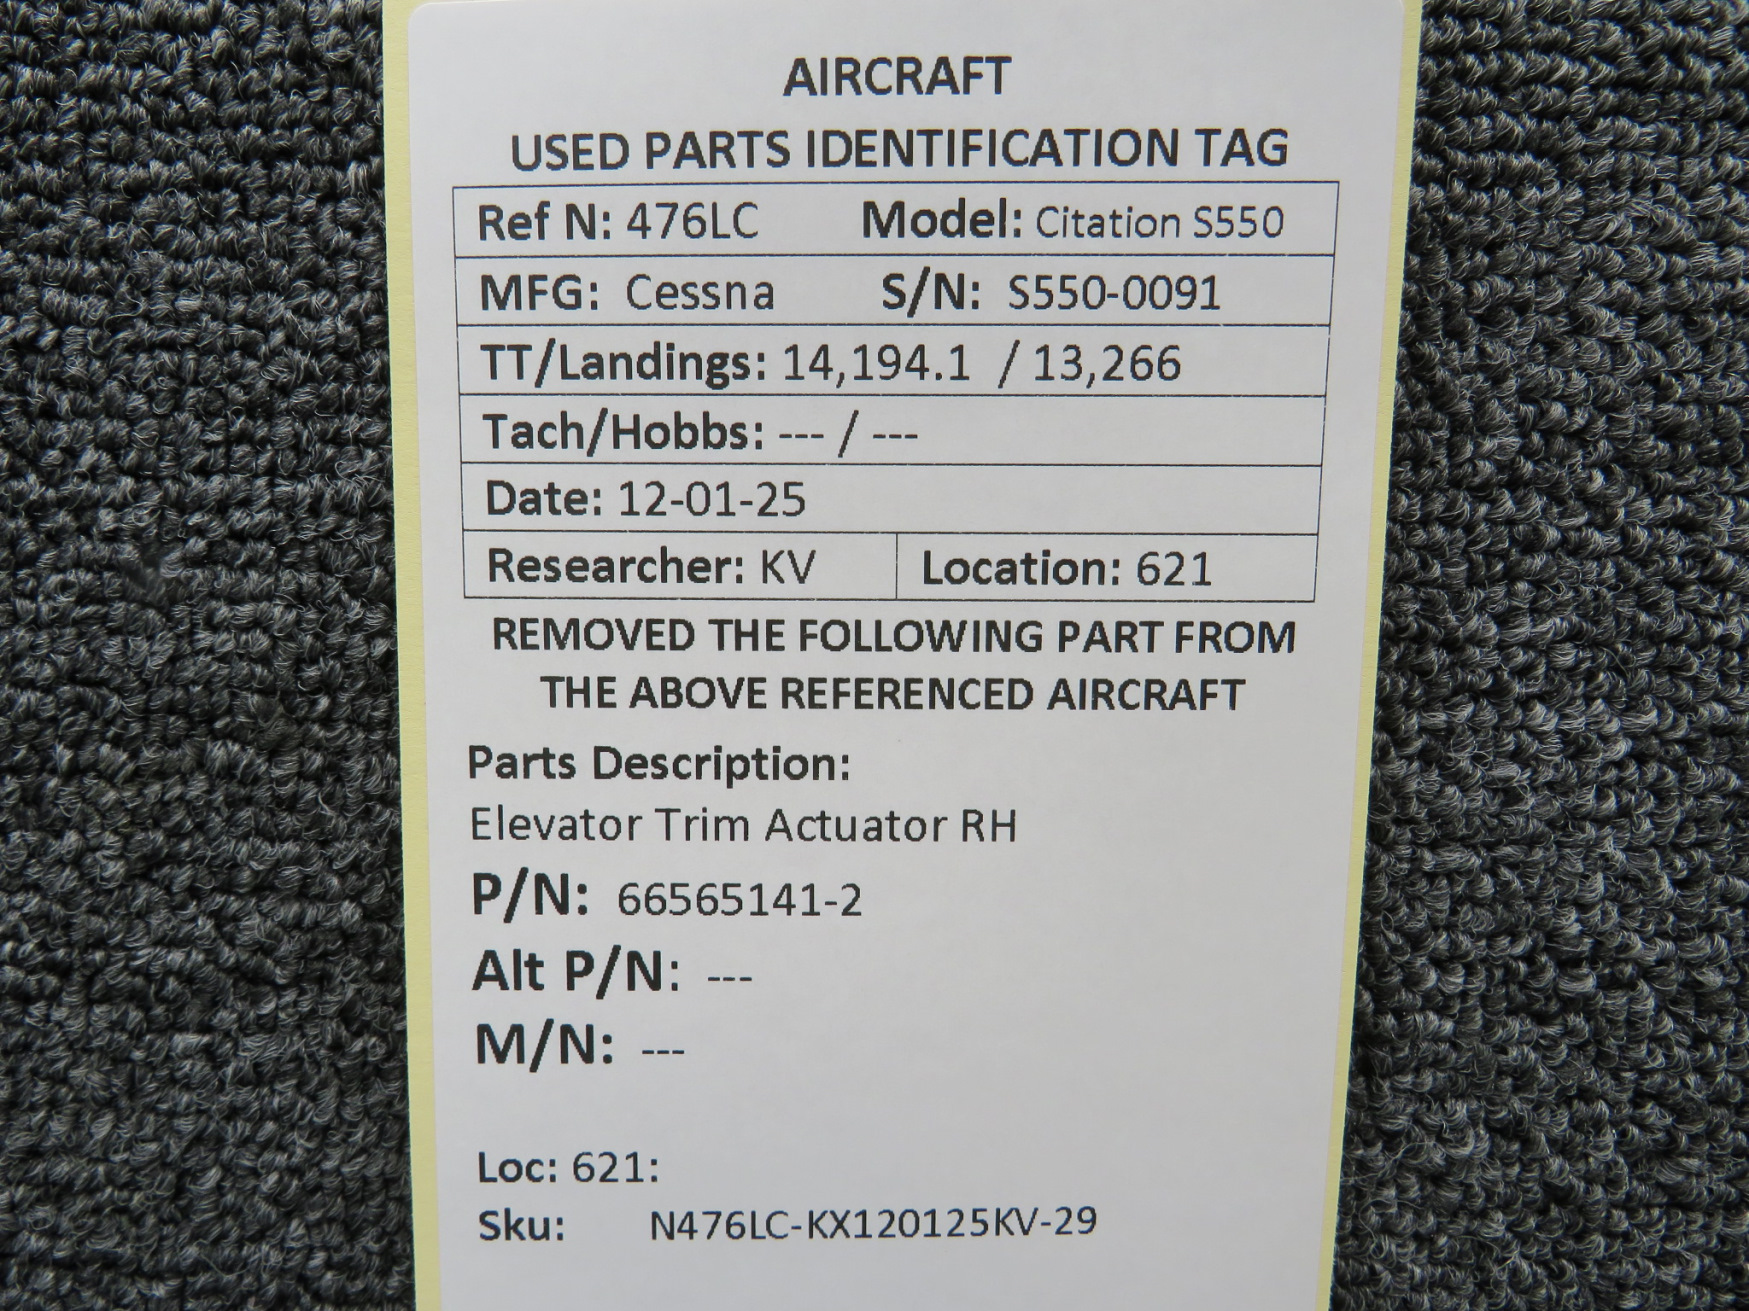 AIRCRAFT
USED PARTS IDENTIFICATION TAG
Ref N: 476LC Model: Citation S550
MFG: Cessna S/N: S550-0091
TT/Landings: 14,194.1 / 13,266
Tach/Hobbs: --- / ---
Date: 12-01-25
Researcher: KV Location: 621
REMOVED THE FOLLOWING PART FROM
THE ABOVE REFERENCED AIRCRAFT
Parts Description:
Elevator Trim Actuator RH
P/N: 66565141-2
Alt P/N: ---
M/N: ---
Loc: 621:
Sku: N476LC-KX120125KV-29